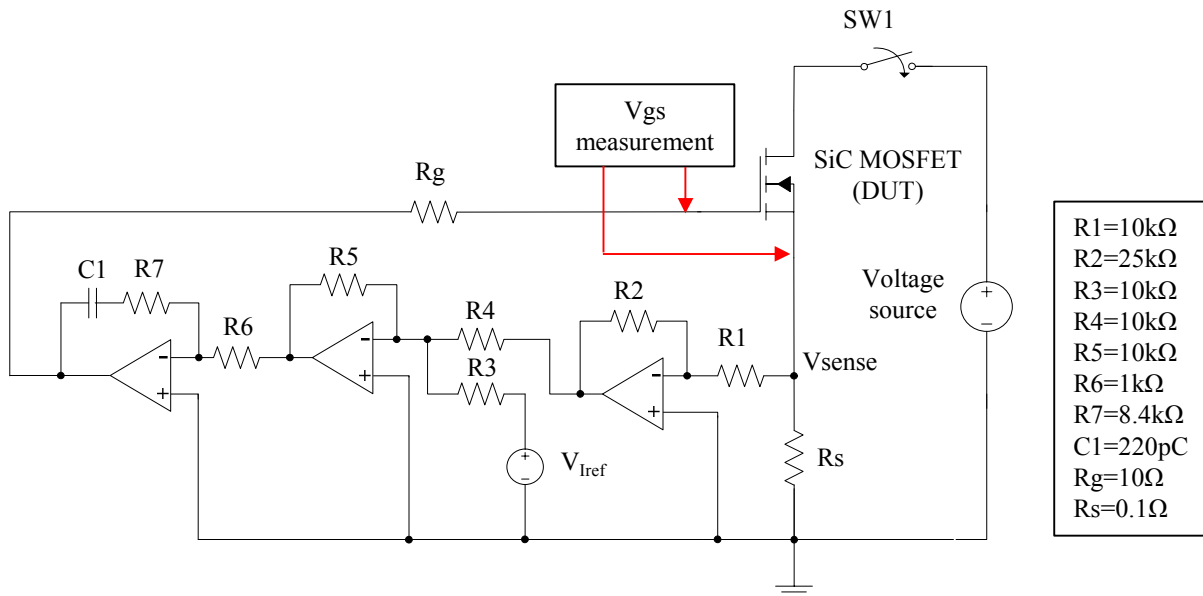 SW1
Vgs
measurement
SiC MOSFET
(DUT)
Rg
C1
R7
R5
R6
R4
R3
R2
R1
Vsense
Voltage
source
+
-
-
+
-
+
-
+
+
-
V_Iref
Rs
R1=10kΩ
R2=25kΩ
R3=10kΩ
R4=10kΩ
R5=10kΩ
R6=1kΩ
R7=8.4kΩ
C1=220pC
Rg=10Ω
Rs=0.1Ω